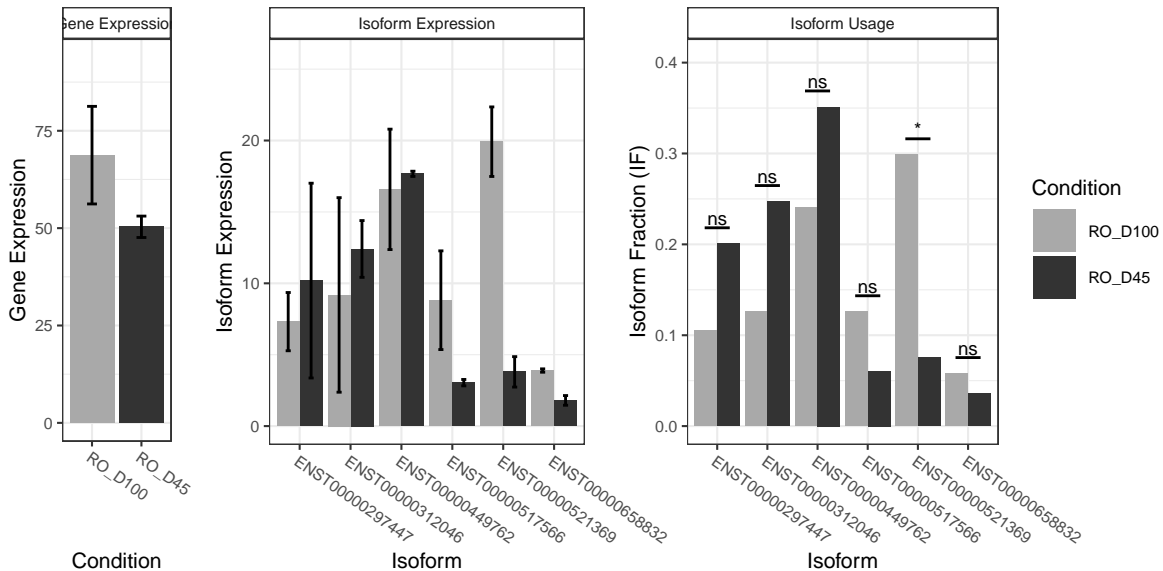 Gene Expression
Gene Expression
75
50
25
0
RO_D100
RO_D45
Condition
Isoform Expression
Isoform Expression
20
10
0
ENST00000297447
ENST00000312046
ENST00000449762
ENST00000517566
ENST00000521369
ENST00000658832
Isoform
Isoform Usage
Isoform Fraction (IF)
0.4
0.3
0.2
0.1
0.0
ns
ns
ns
ns
*
ns
ENST00000297447
ENST00000312046
ENST00000449762
ENST00000517566
ENST00000521369
ENST00000658832
Isoform
Condition
RO_D100
RO_D45